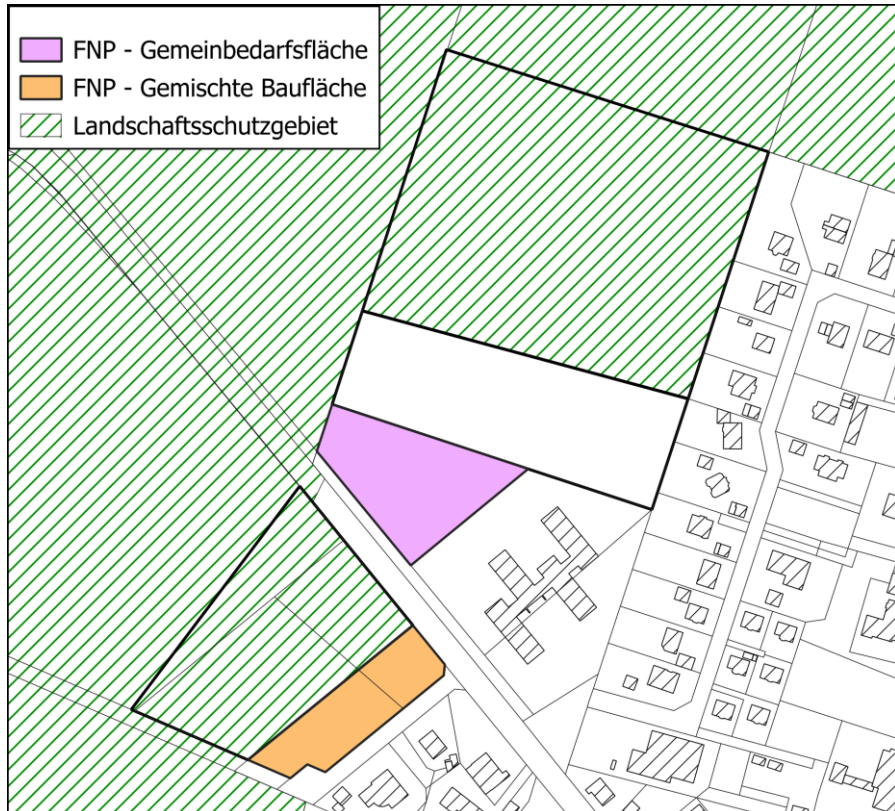 FNP - Gemeinbedarfsfläche
FNP - Gemischte Baufläche
Landschaftsschutzgebiet